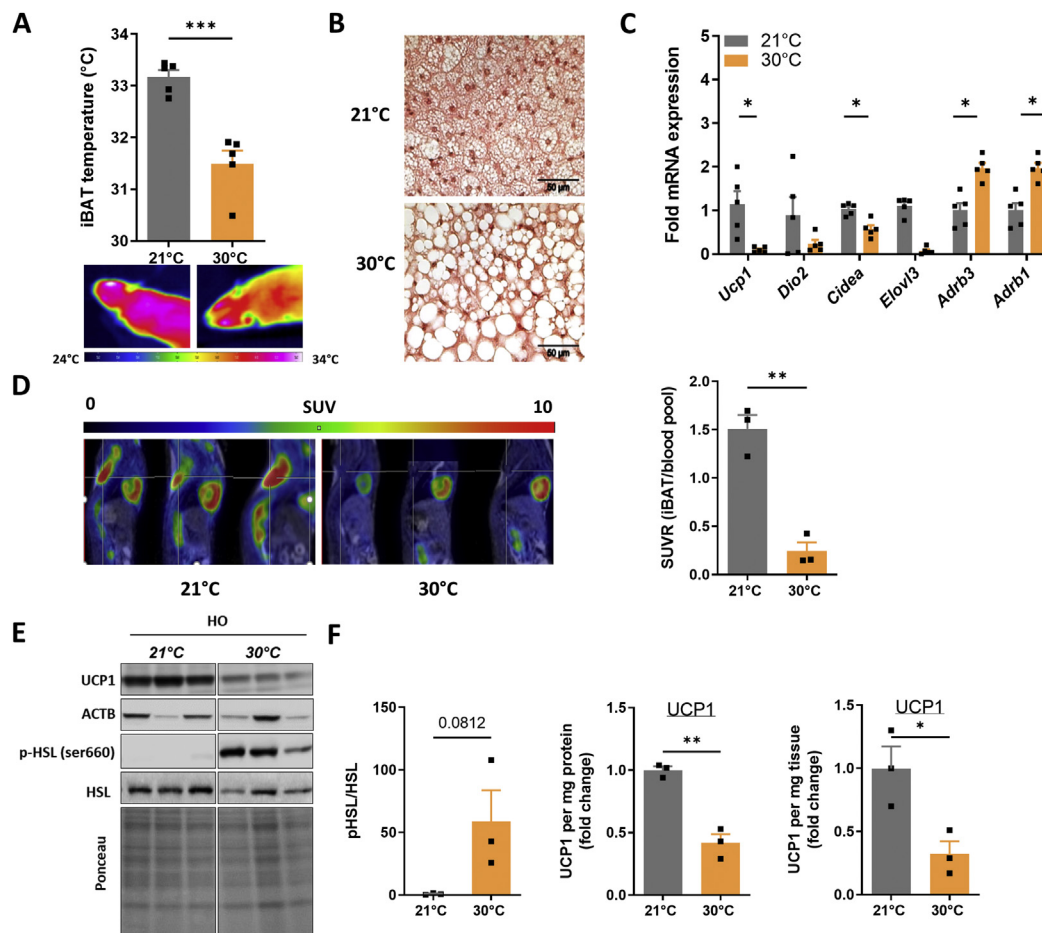 A
***
iBAT temperature (°C)
34
33
32
31
30
21°C
30°C
24°C
34°C
B
21°C
50 µm
30°C
50 µm
C
21°C
30°C
Fold mRNA expression
5
4
3
2
1
0
*
*
*
*
Ucp1
Dio2
Cidea
Elovl3
Adrb3
Adrb1
D
0
SUV
10
21°C
30°C
SUVR (iBAT/blood pool)
2.0
1.5
1.0
0.5
0.0
**
21°C
30°C
E
HO
21°C
30°C
UCP1
ACTB
p-HSL (ser660)
HSL
Ponceau
F
pHSL/HSL
150
100
50
0
0.0812
21°C
30°C
UCP1
**
UCP1 per mg protein
(fold change)
1.5
1.0
0.5
0.0
21°C
30°C
UCP1
*
UCP1 per mg tissue
(fold change)
1.5
1.0
0.5
0.0
21°C
30°C